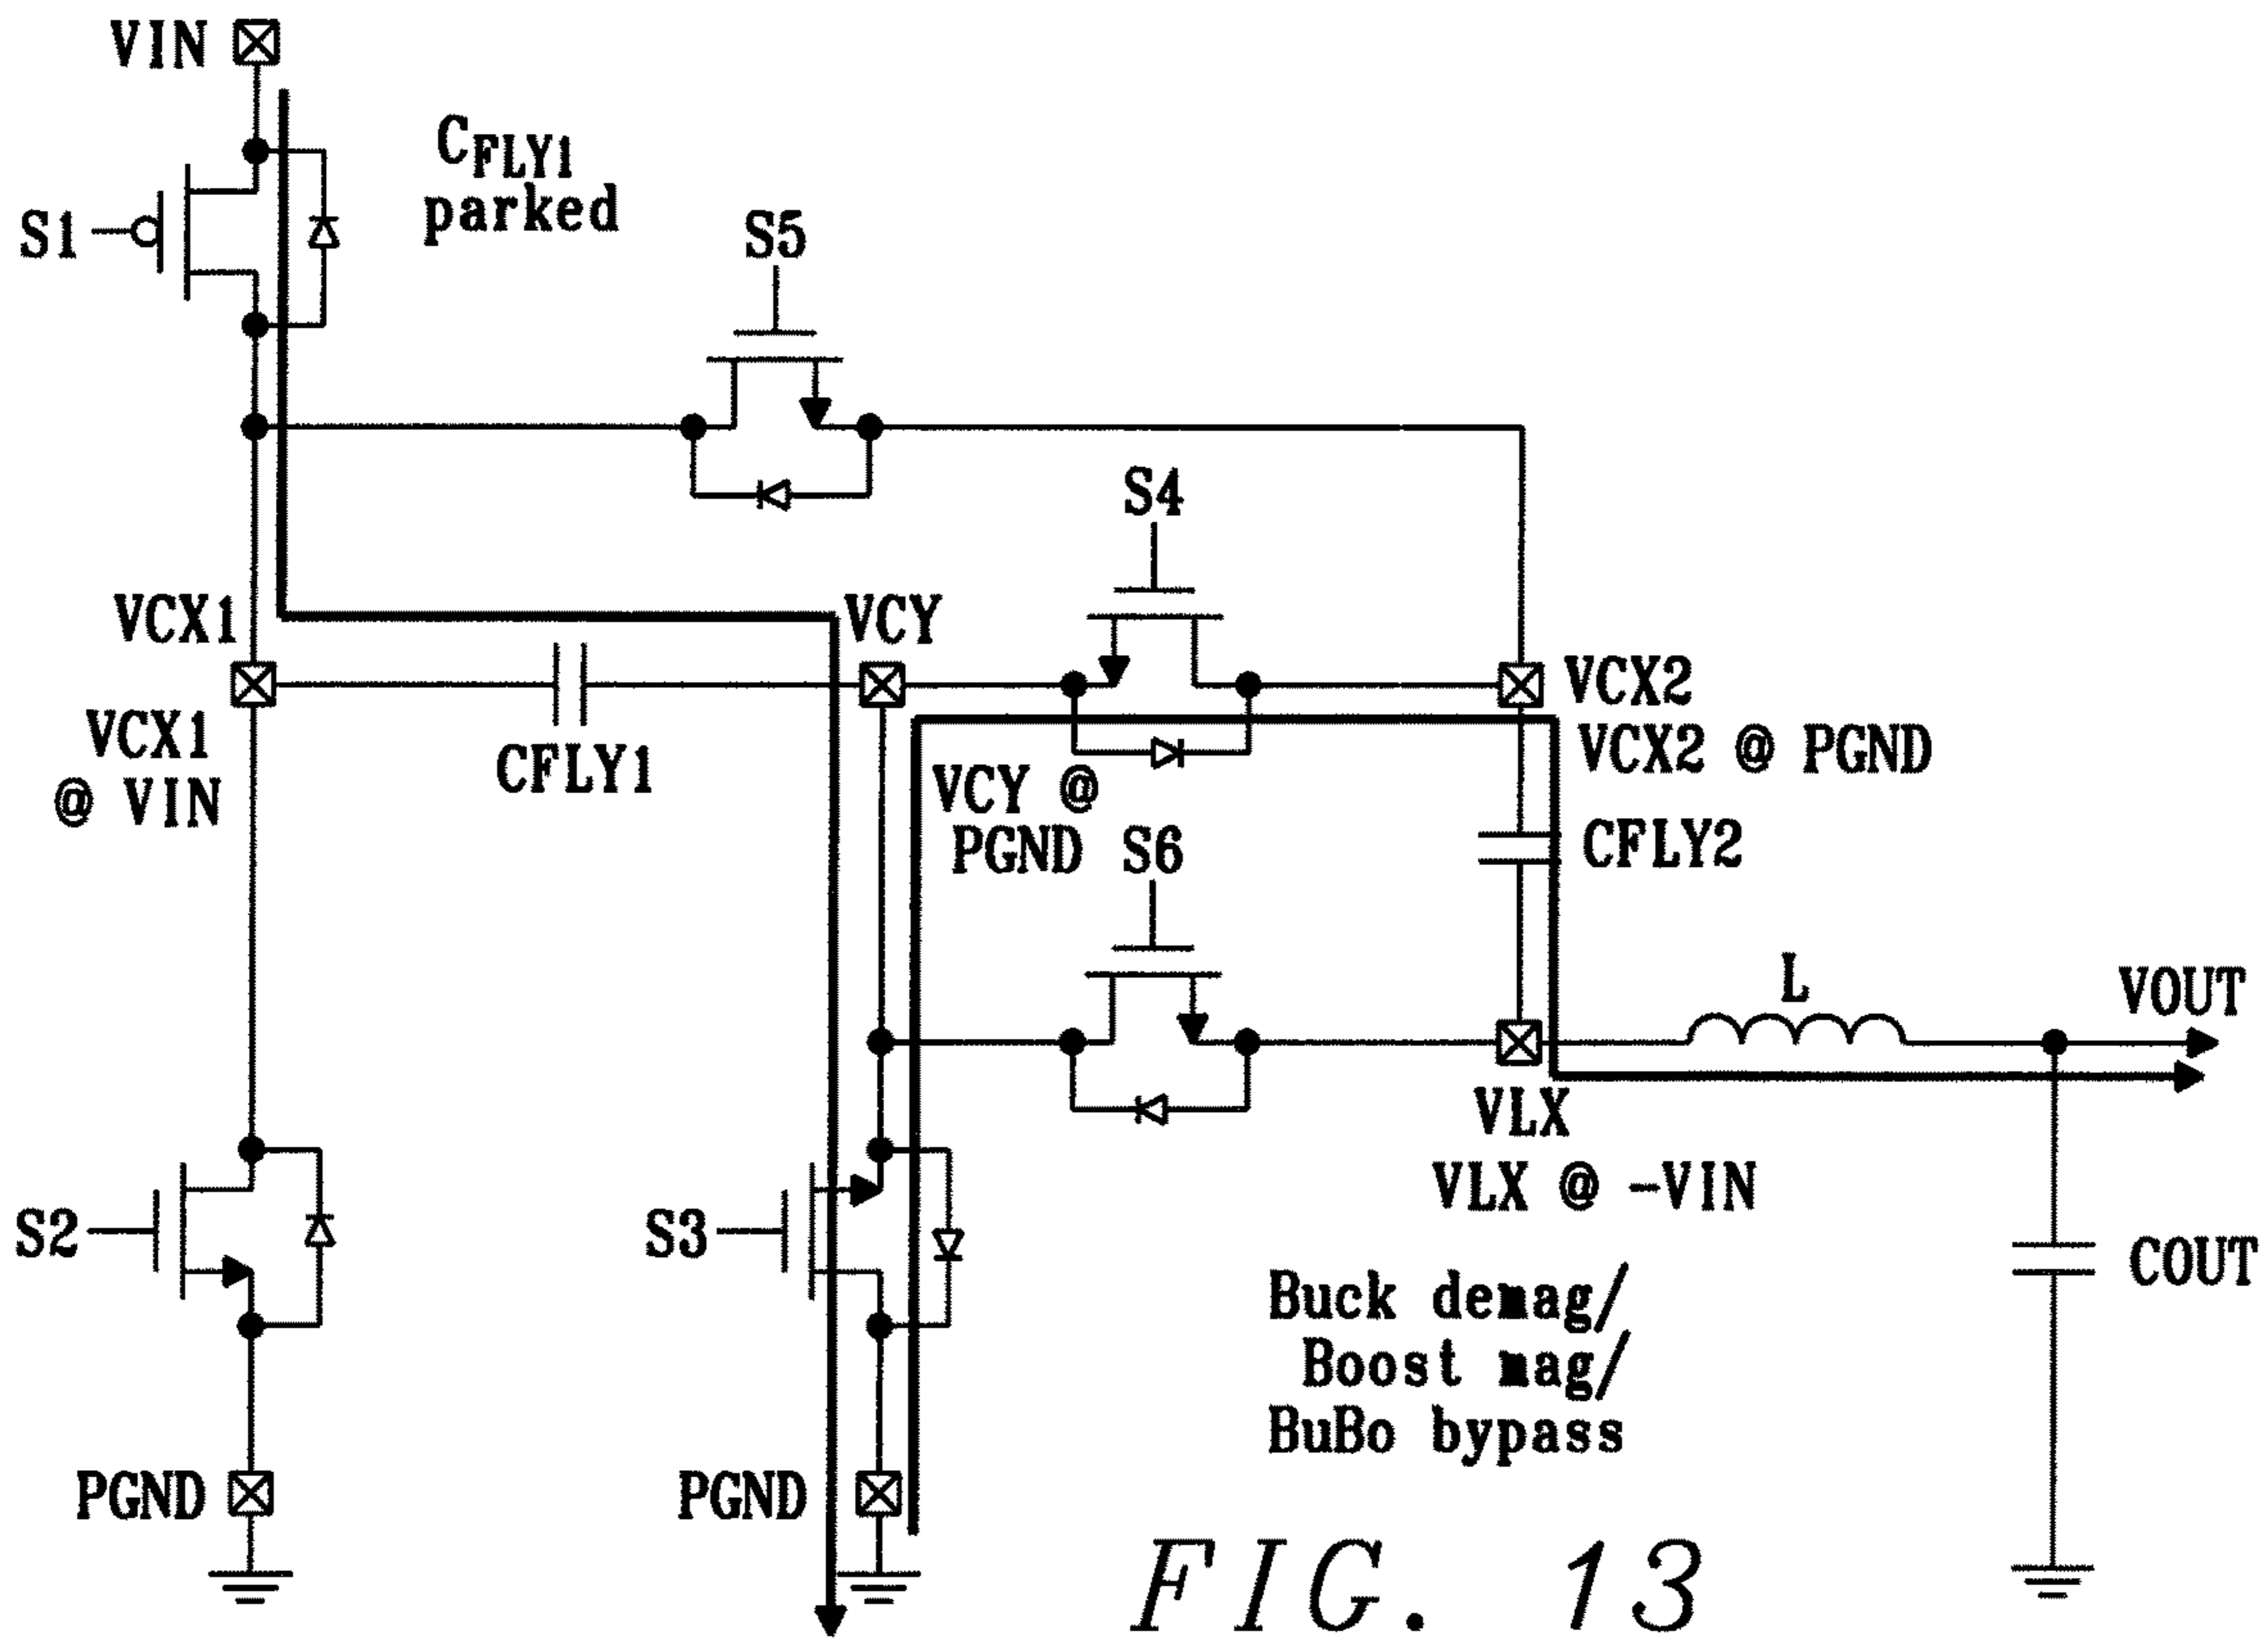 VIN
CFLY1
parked
S1
S5
S4
VCX1
VCY
VCX2
VCX1
@ VIN
CFLY1
VCY @
PGND
VCX2 @ PGND
S6
CFLY2
L
VOUT
VLX
VLX @ -VIN
S2
S3
COUT
Buck demag/
Boost mag/
BuBo bypass
PGND
PGND
FIG. 13